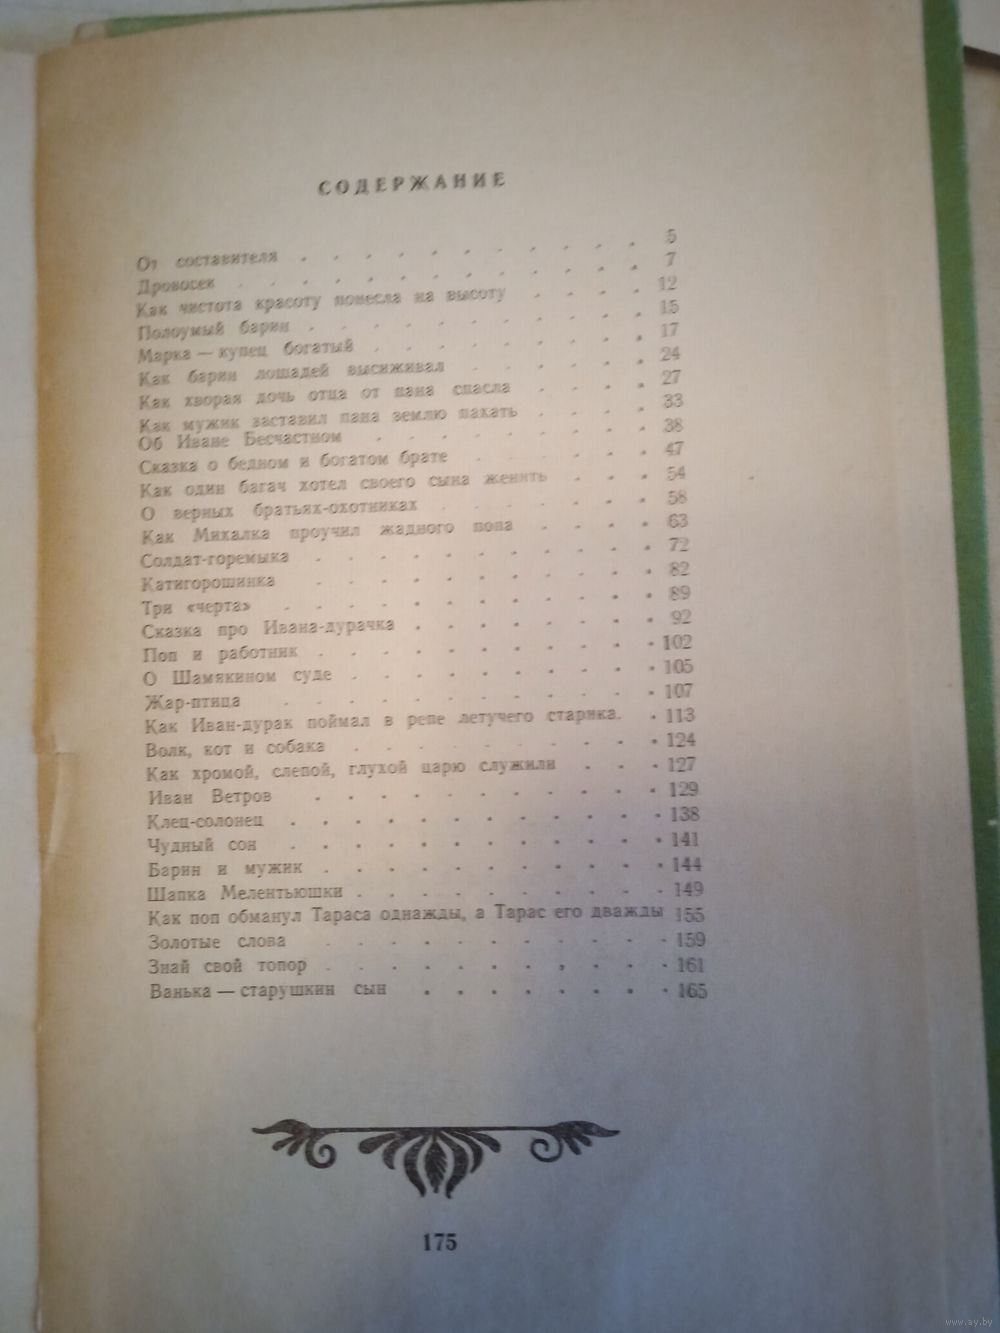 СОДЕРЖАНИЕ
От составителя . . . . . . . . . . . 5
Дровосек . . . . . . . . . . . . . 7
Как чистота красоту понесла на высоту . . . . 12
Полоумный барин . . . . . . . . . . . 15
Марка — купец богатый . . . . . . . . . 17
Как барин лошадей высиживал . . . . . . 24
Как хворая дочь отца от пана спасла . . . . 27
Как мужик заставил пана землю пахать . . . . 33
Об Иване Бесчастном . . . . . . . . . 38
Сказка о бедном и богатом брате . . . . . . 47
Как один багач хотел своего сына женить . . . 54
О верных братьях-охотниках . . . . . . . 58
Как Михалка проучил жадного попа . . . . 63
Солдат-горемыка . . . . . . . . . . . 72
Катигорошинка . . . . . . . . . . . 82
Три «черта» . . . . . . . . . . . . 89
Сказка про Ивана-дурачка . . . . . . . . 92
Поп и работник . . . . . . . . . . . 102
О Шамякином суде . . . . . . . . . . 105
Жар-птица . . . . . . . . . . . . 107
Как Иван-дурак поймал в репе летучего старика. . 113
Волк, кот и собака . . . . . . . . . . 124
Как хромой, слепой, глухой царю служили . . . 127
Иван Ветров . . . . . . . . . . . 129
Клец-солонец . . . . . . . . . . . . 138
Чудный сон . . . . . . . . . . . . 141
Барин и мужик . . . . . . . . . . . 144
Шапка Мелентьюшки . . . . . . . . . . 149
Как поп обманул Тараса однажды, а Тарас его дважды 155
Золотые слова . . . . . . . . . . . 159
Знай свой топор . . . . . . . . . . . 161
Ванька — старушкин сын . . . . . . . . 165
175
www.ay.by